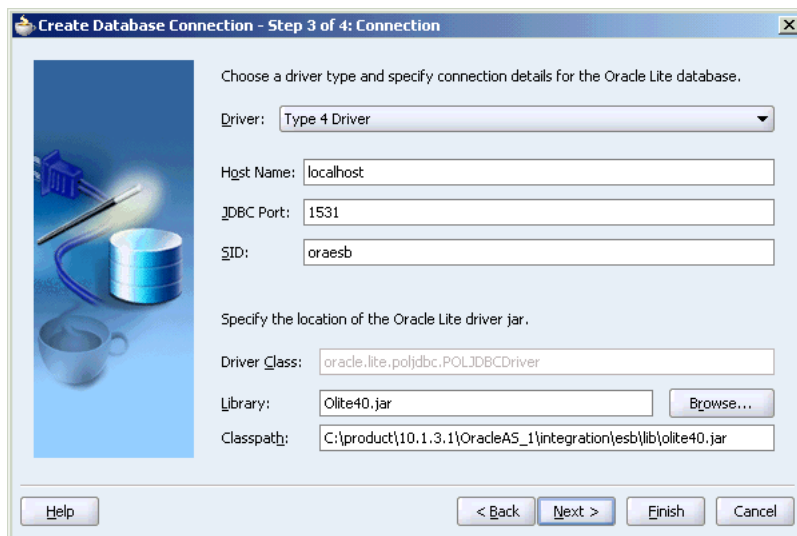 Create Database Connection - Step 3 of 4: Connection
Choose a driver type and specify connection details for the Oracle Lite database.
Driver: Type 4 Driver
Host Name: localhost
JDBC Port: 1531
SID: oraesb
Specify the location of the Oracle Lite driver jar.
Driver Class: oracle.lite.poljdbc.POLJDBCDriver
Library: Olite40.jar Browse...
Classpath: C:\product\10.1.3.1\OracleAS_1\integration\esb\lib\olite40.jar
Help < Back Next > Finish Cancel